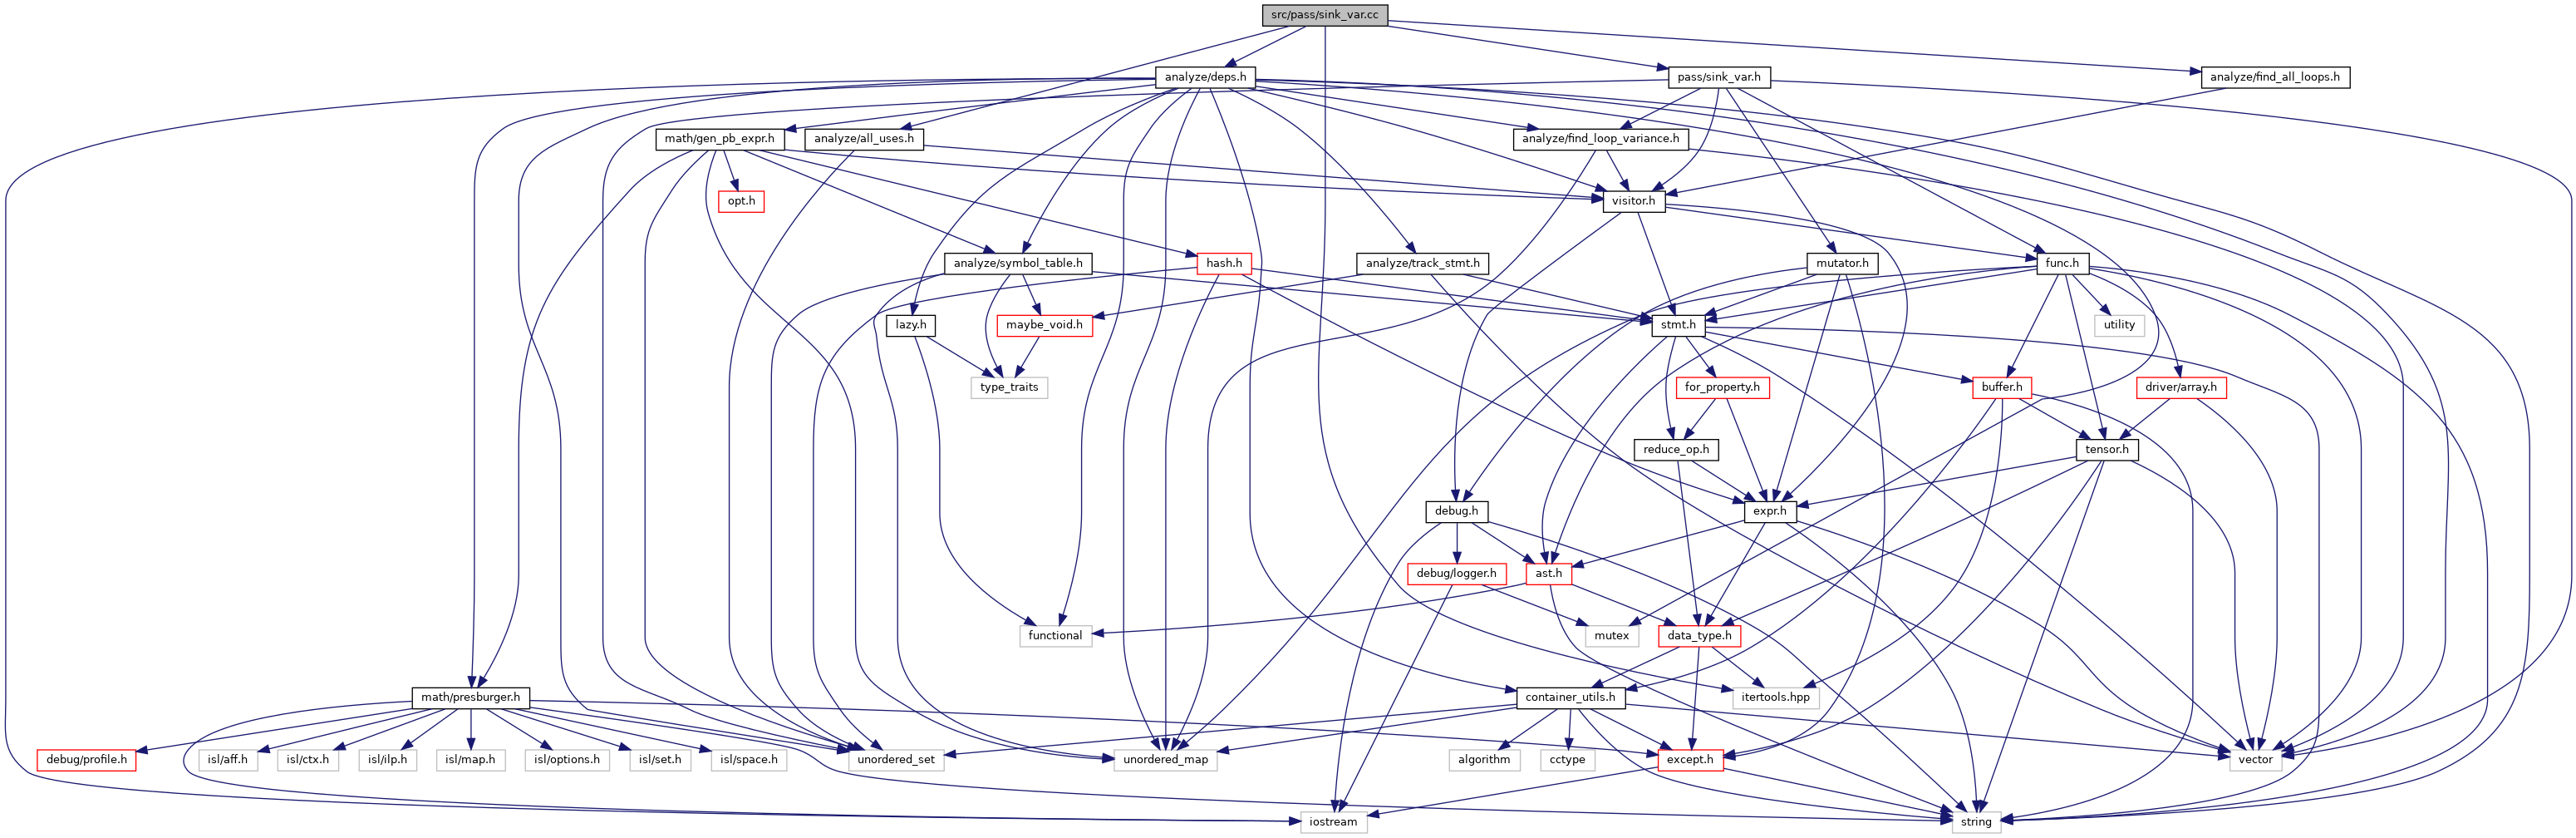 src/pass/sink_var.cc
analyze/deps.h
pass/sink_var.h
analyze/find_all_loops.h
math/gen_pb_expr.h
analyze/all_uses.h
analyze/find_loop_variance.h
opt.h
visitor.h
analyze/symbol_table.h
hash.h
analyze/track_stmt.h
mutator.h
func.h
lazy.h
maybe_void.h
stmt.h
utility
type_traits
for_property.h
buffer.h
driver/array.h
reduce_op.h
tensor.h
debug.h
expr.h
debug/logger.h
ast.h
functional
mutex
data_type.h
math/presburger.h
container_utils.h
itertools.hpp
debug/profile.h
isl/aff.h
isl/ctx.h
isl/ilp.h
isl/map.h
isl/options.h
isl/set.h
isl/space.h
unordered_set
unordered_map
algorithm
cctype
except.h
vector
iostream
string